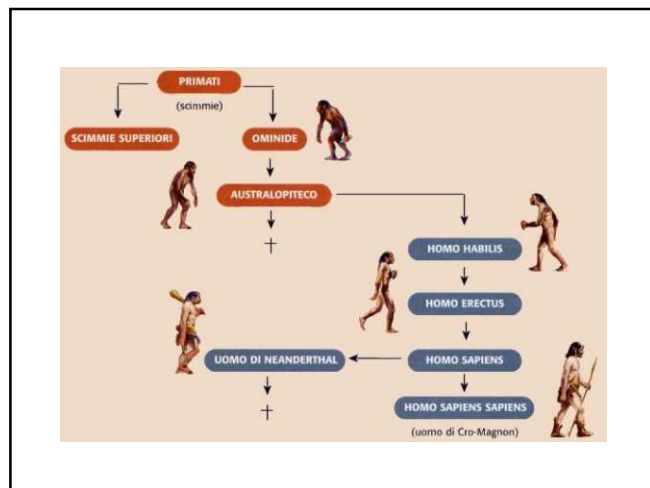 PRIMATI
(scimmie)
SCIMMIE SUPERIORI
OMINIDE
AUSTRALOPITECO
HOMO HABILIS
HOMO ERECTUS
UOMO DI NEANDERTHAL
HOMO SAPIENS
HOMO SAPIENS SAPIENS
(uomo di Cro-Magnon)